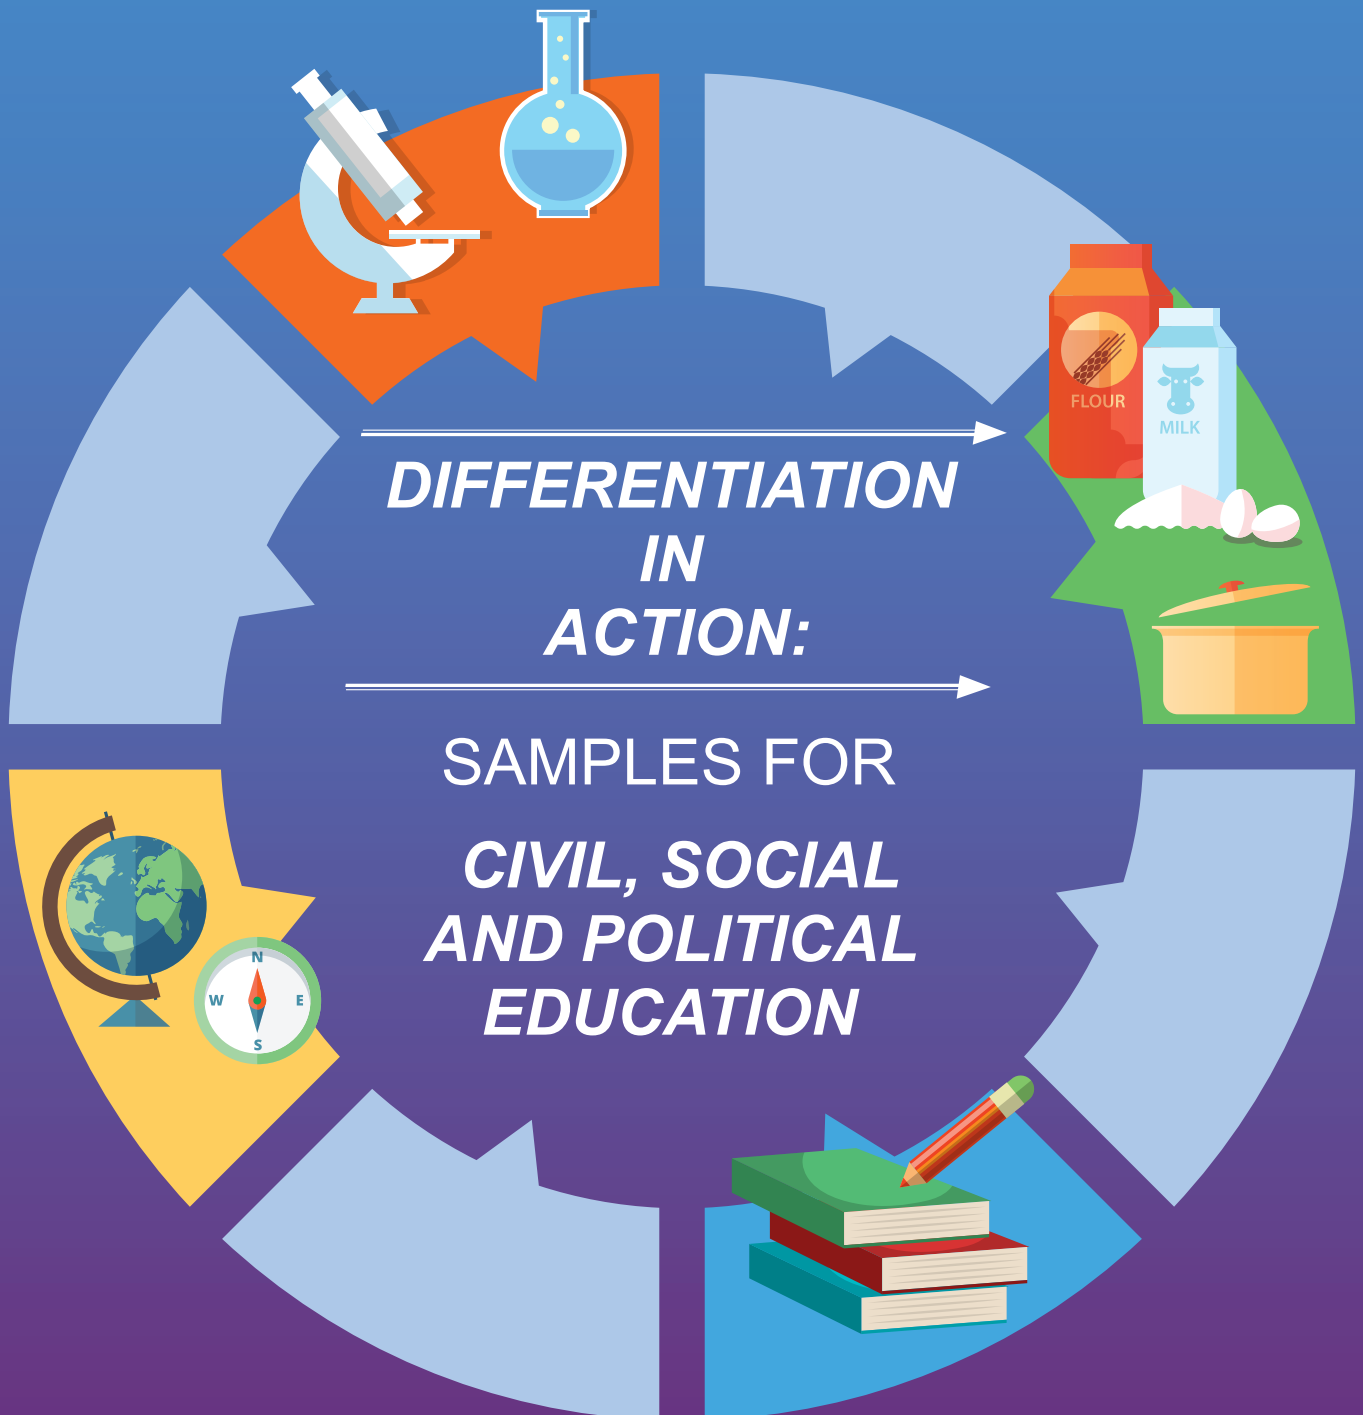 FLOUR
MILK
DIFFERENTIATION
IN
ACTION:
SAMPLES FOR
CIVIL, SOCIAL
AND POLITICAL
EDUCATION
N
W E
S